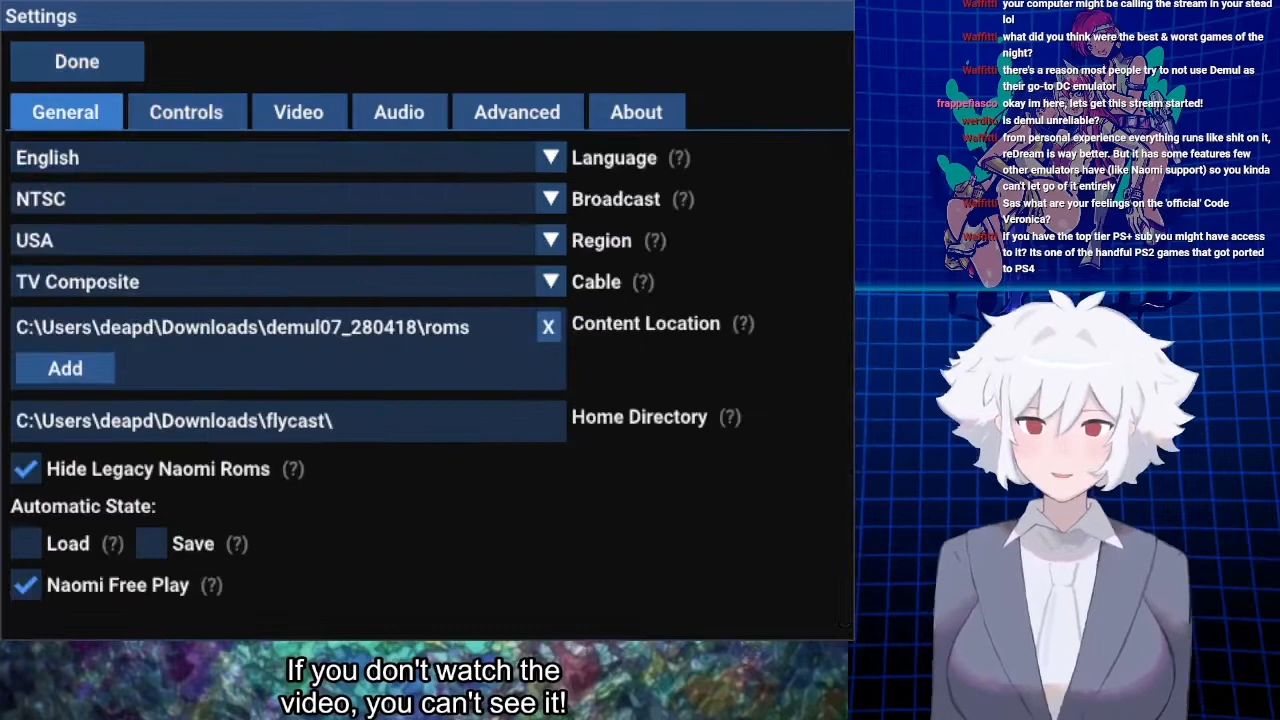 Settings
Done
General Controls Video Audio Advanced About
English Language (?)
NTSC Broadcast (?)
USA Region (?)
TV Composite Cable (?)
C:\Users\deapd\Downloads\demul07_280418\roms X Content Location (?)
Add
C:\Users\deapd\Downloads\flycast\ Home Directory (?)
Hide Legacy Naomi Roms (?)
Automatic State:
Load (?) Save (?)
Naomi Free Play (?)
If you don't watch the
video, you can't see it!
Waffitti your computer might be calling the stream in your stead
lol
Waffitti what did you think were the best & worst games of the
night?
Waffitti there's a reason most people try to not use Demul as
their go-to DC emulator
frappefiasco okay im here, lets get this stream started!
Is demul unreliable?
Waffitti from personal experience everything runs like shit on it,
reDream is way better. But it has some features few
other emulators have (like Naomi support) so you kinda
can't let go of it entirely
Waffitti Sas what are your feelings on the 'official' Code
Veronica?
Waffitti If you have the top tier PS+ sub you might have access
to it? Its one of the handful PS2 games that got ported
to PS4